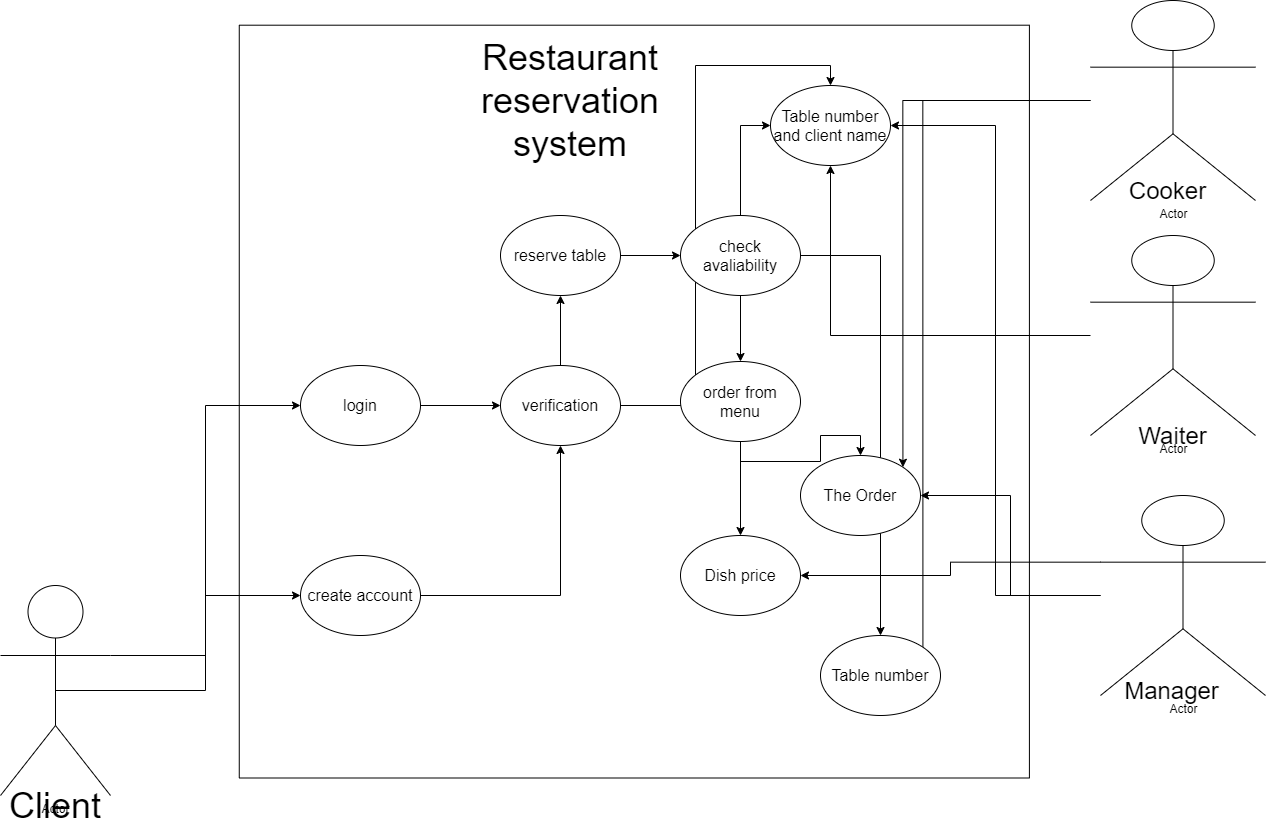 Restaurant
reservation
system
Table number
and client name
Cooker
Actor
reserve table
check
avaliability
login
verification
order from
menu
Waiter
Actor
The Order
Dish price
create account
Table number
Manager
Actor
Client
Actor